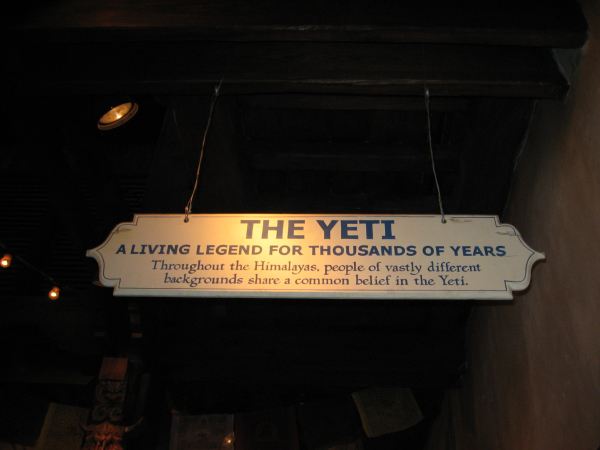 THE YETI
A LIVING LEGEND FOR THOUSANDS OF YEARS
Throughout the Himalayas, people of vastly different
backgrounds share a common belief in the Yeti.